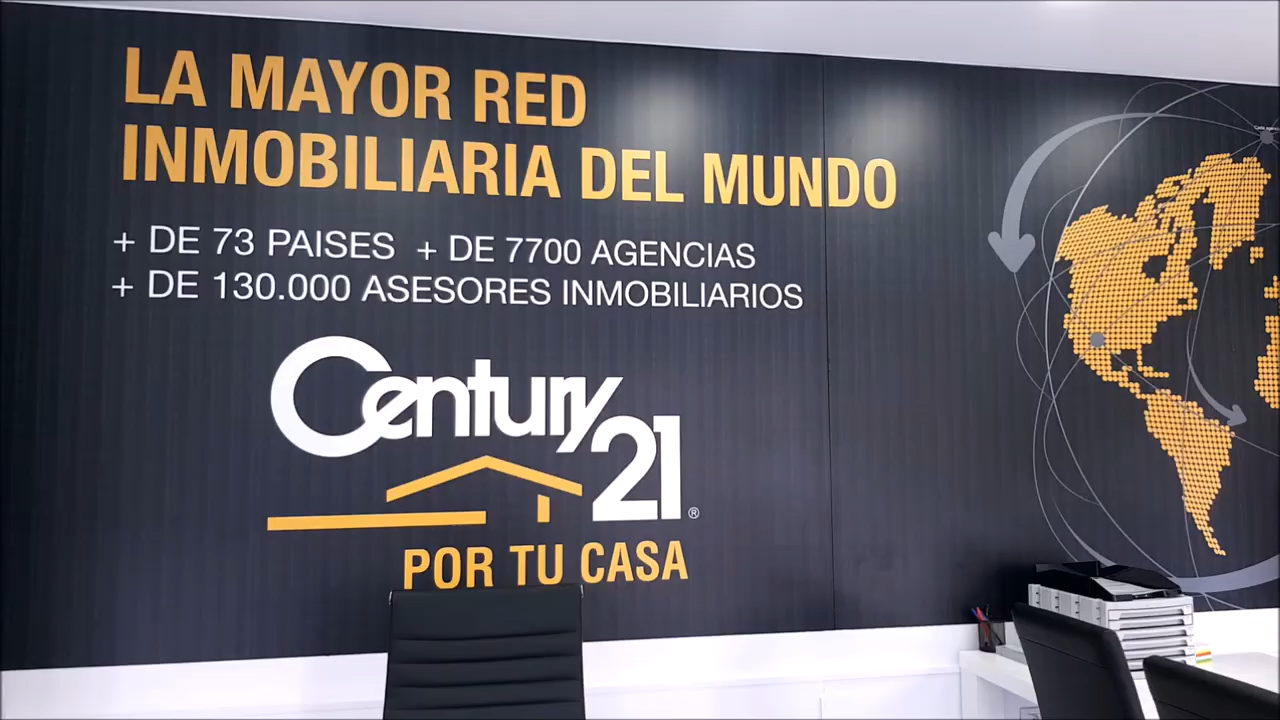 LA MAYOR RED
INMOBILIARIA DEL MUNDO
+ DE 73 PAISES + DE 7700 AGENCIAS
+ DE 130.000 ASESORES INMOBILIARIOS
Century
21®
POR TU CASA